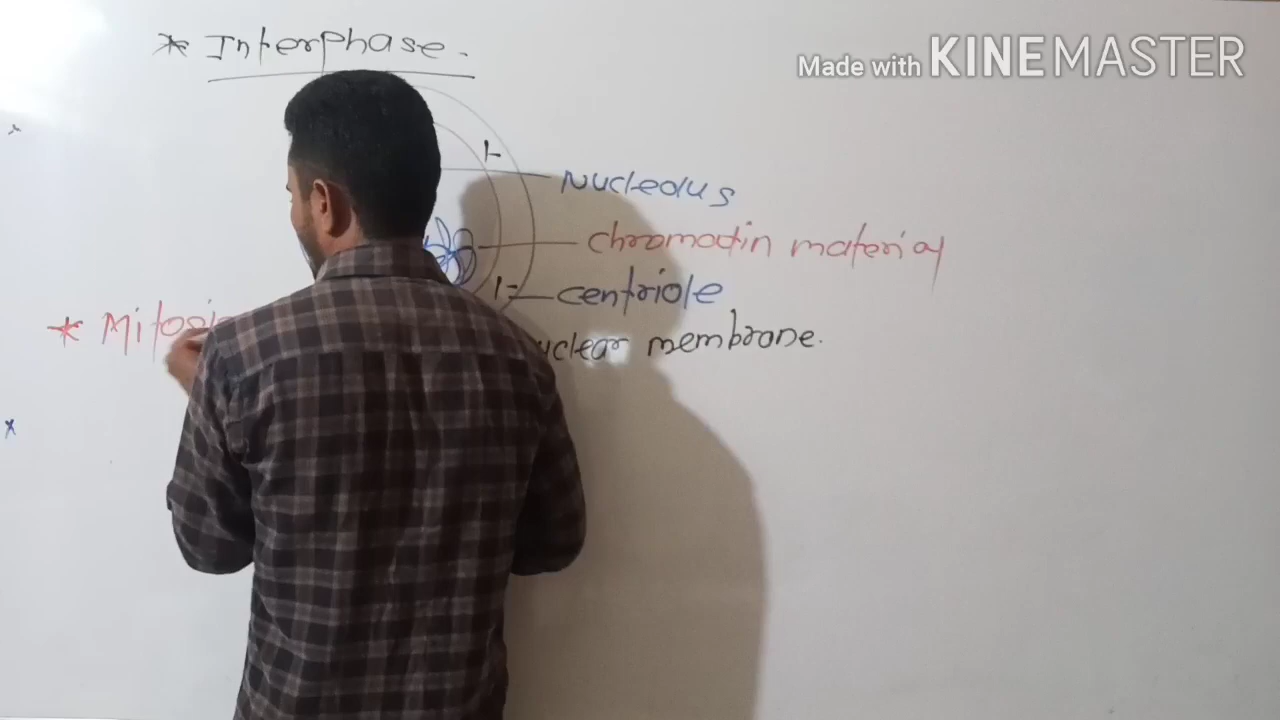 * Interphase.
Made with KINEMASTER
Nucleolus
chromatin material
centriole
nuclear membrane.
* Mitosis